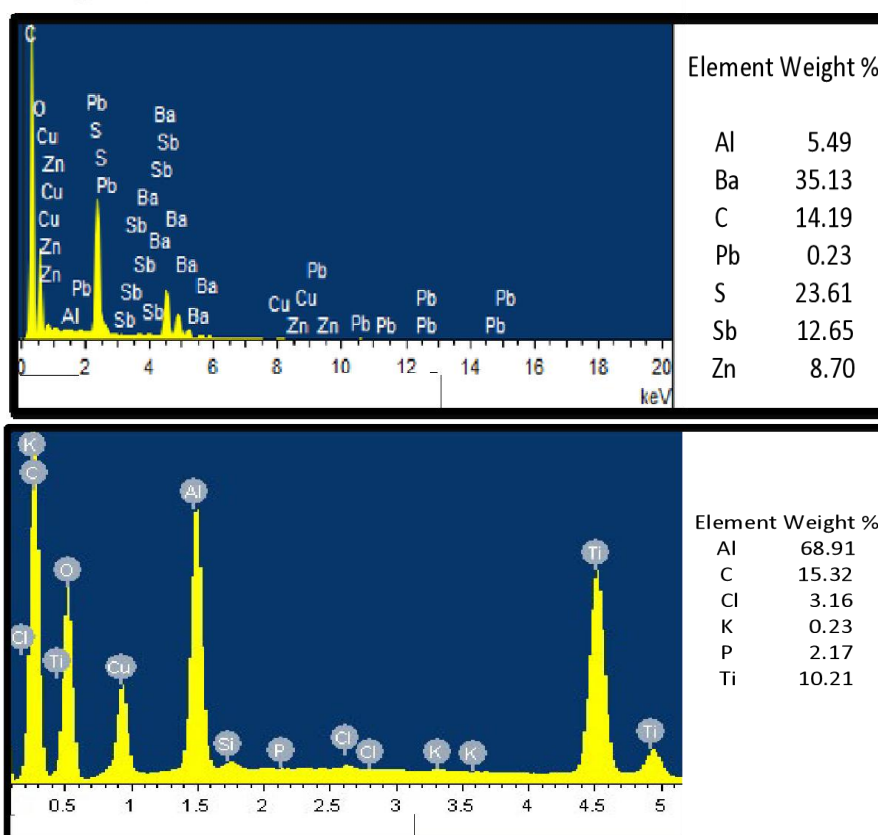 C
O Pb Ba
Cu S Sb
Zn S Ba
Cu Pb Sb
Cu Ba
Zn Sb Ba
Zn Ba
Sb Ba
Pb Sb Ba
Al Sb Sb Ba
Pb
Cu Cu Pb Pb
Zn Zn Pb Pb Pb Pb
0 2 4 6 8 10 12 14 16 18 20
keV
Element Weight %
Al 5.49
Ba 35.13
C 14.19
Pb 0.23
S 23.61
Sb 12.65
Zn 8.70
K
C
Al
Ti
O
Cl
Ti Cu
Ti
Si P Cl Cl K K
0.5 1 1.5 2 2.5 3 3.5 4 4.5 5
Element Weight %
Al 68.91
C 15.32
Cl 3.16
K 0.23
P 2.17
Ti 10.21